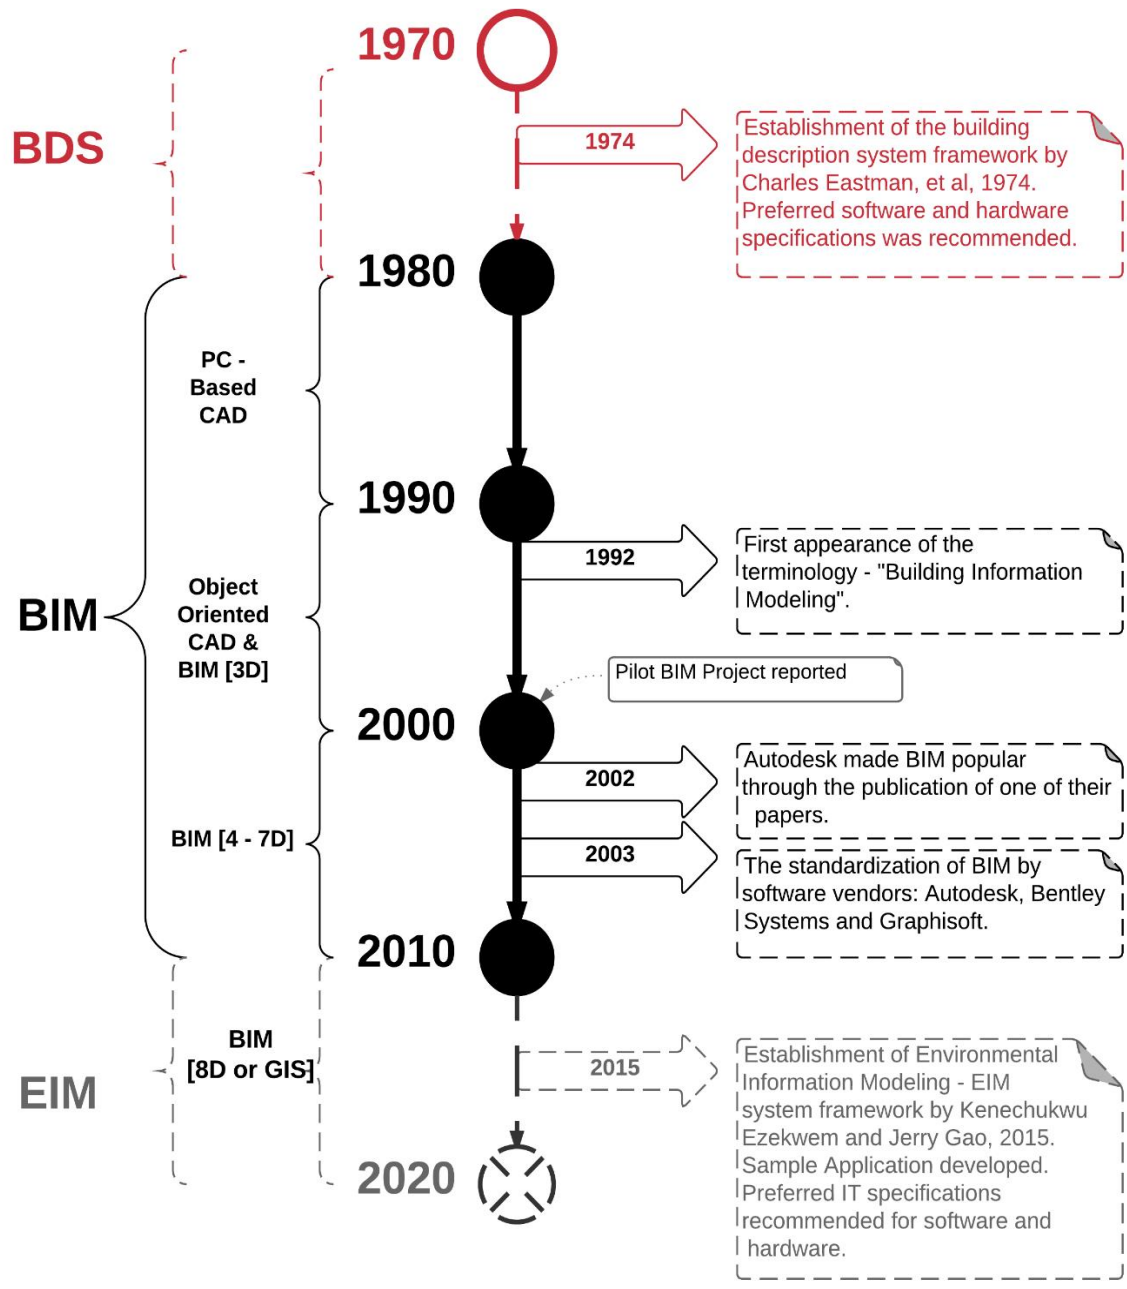 1970
BDS
1974
Establishment of the building
description system framework by
Charles Eastman, et al, 1974.
Preferred software and hardware
specifications was recommended.
1980
PC -
Based
CAD
1990
1992
First appearance of the
terminology - "Building Information
Modeling".
BIM
Object
Oriented
CAD &
BIM [3D]
Pilot BIM Project reported
2000
2002
Autodesk made BIM popular
through the publication of one of their
papers.
BIM [4 - 7D]
2003
The standardization of BIM by
software vendors: Autodesk, Bentley
Systems and Graphisoft.
2010
EIM
BIM
[8D or GIS]
2015
Establishment of Environmental
Information Modeling - EIM
system framework by Kenechukwu
Ezekwem and Jerry Gao, 2015.
Sample Application developed.
Preferred IT specifications
recommended for software and
hardware.
2020